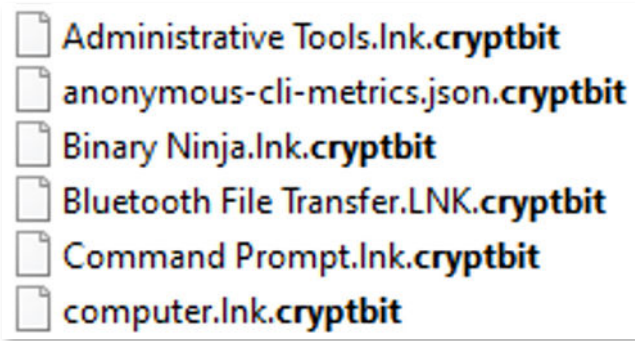 Administrative Tools.lnk.cryptbit
anonymous-cli-metrics.json.cryptbit
Binary Ninja.lnk.cryptbit
Bluetooth File Transfer.LNK.cryptbit
Command Prompt.lnk.cryptbit
computer.lnk.cryptbit